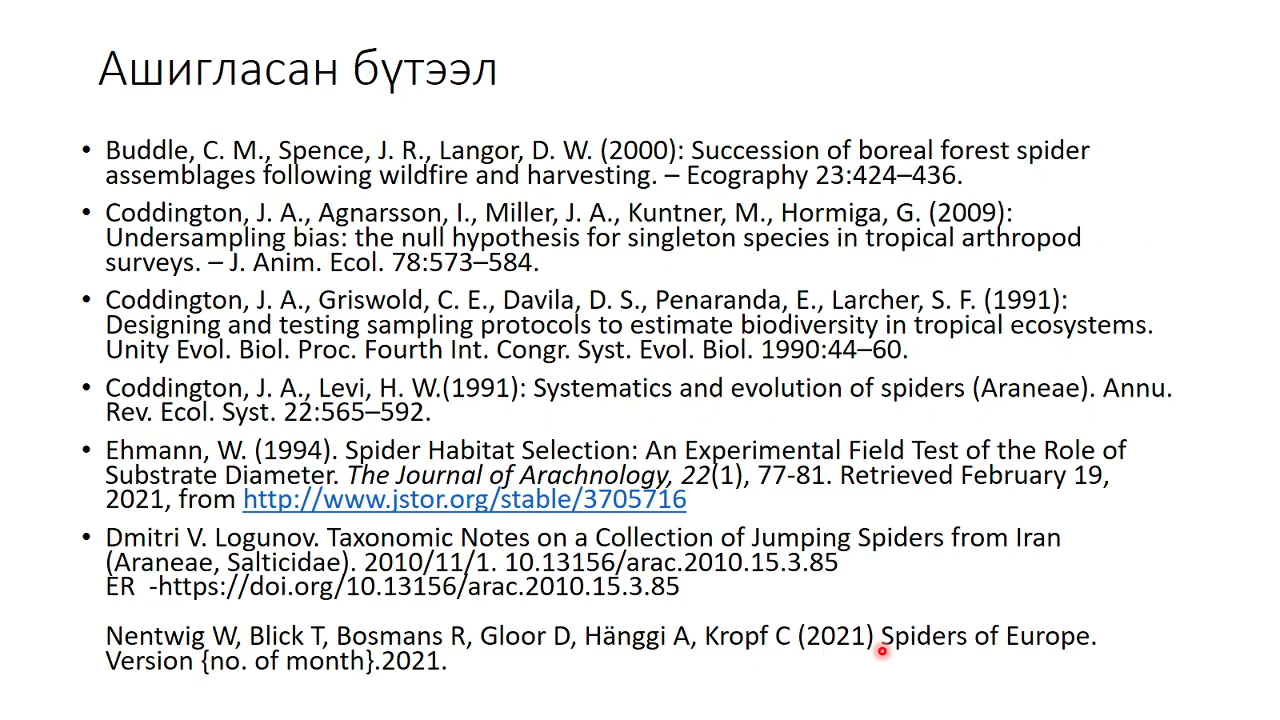 Ашигласан бүтээл
• Buddle, C. M., Spence, J. R., Langor, D. W. (2000): Succession of boreal forest spider
assemblages following wildfire and harvesting. – Ecography 23:424–436.
• Coddington, J. A., Agnarsson, I., Miller, J. A., Kuntner, M., Hormiga, G. (2009):
Undersampling bias: the null hypothesis for singleton species in tropical arthropod
surveys. – J. Anim. Ecol. 78:573–584.
• Coddington, J. A., Griswold, C. E., Davila, D. S., Penaranda, E., Larcher, S. F. (1991):
Designing and testing sampling protocols to estimate biodiversity in tropical ecosystems.
Unity Evol. Biol. Proc. Fourth Int. Congr. Syst. Evol. Biol. 1990:44–60.
• Coddington, J. A., Levi, H. W.(1991): Systematics and evolution of spiders (Araneae). Annu.
Rev. Ecol. Syst. 22:565–592.
• Ehmann, W. (1994). Spider Habitat Selection: An Experimental Field Test of the Role of
Substrate Diameter. The Journal of Arachnology, 22(1), 77-81. Retrieved February 19,
2021, from http://www.jstor.org/stable/3705716
• Dmitri V. Logunov. Taxonomic Notes on a Collection of Jumping Spiders from Iran
(Araneae, Salticidae). 2010/11/1. 10.13156/arac.2010.15.3.85
ER  -https://doi.org/10.13156/arac.2010.15.3.85
Nentwig W, Blick T, Bosmans R, Gloor D, Hänggi A, Kropf C (2021) Spiders of Europe.
Version {no. of month}.2021.